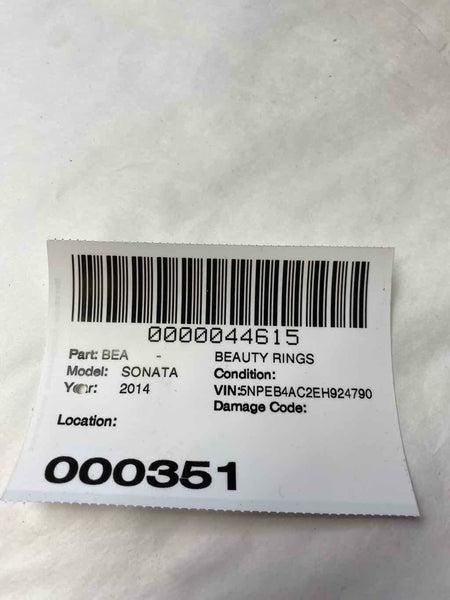 0000044615
Part: BEA - BEAUTY RINGS
Model: SONATA Condition:
Year: 2014 VIN:5NPEB4AC2EH924790
Damage Code:
Location:
000351